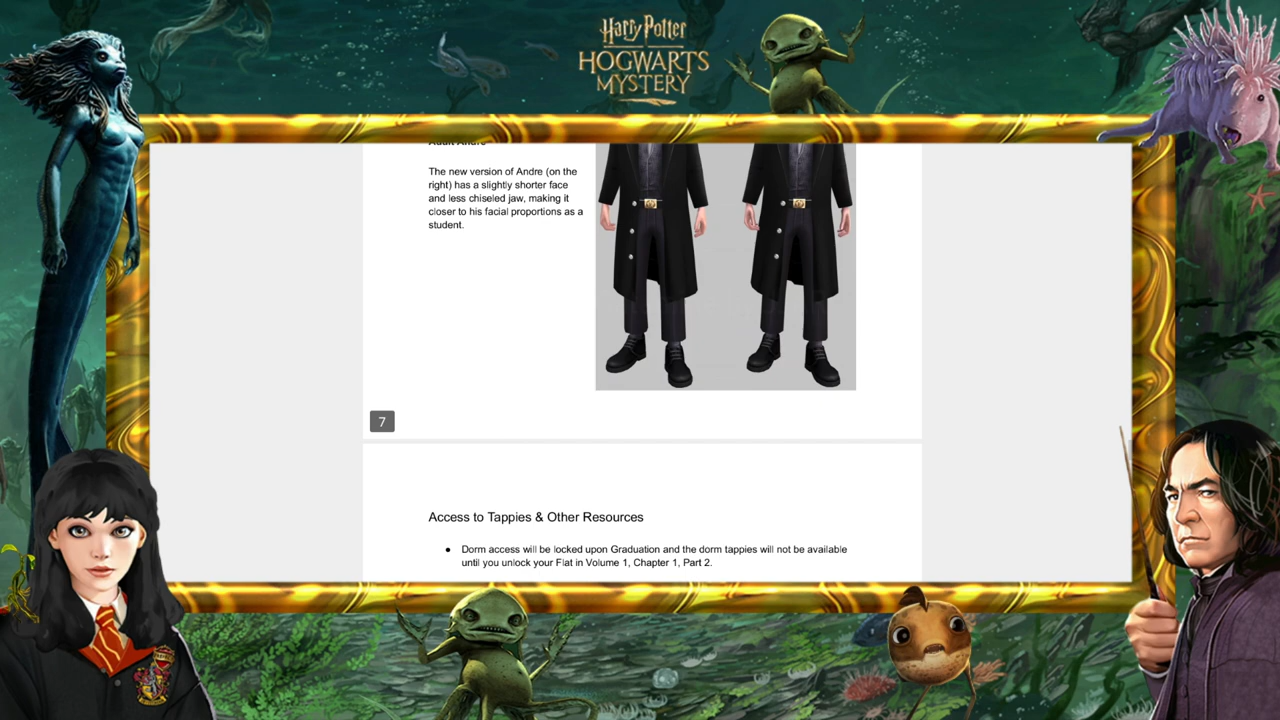 Harry Potter
HOGWARTS
MYSTERY
Adult Andre
The new version of Andre (on the
right) has a slightly shorter face
and less chiseled jaw, making it
closer to his facial proportions as a
student.
7
Access to Tappies & Other Resources
● Dorm access will be locked upon Graduation and the dorm tappies will not be available
until you unlock your Flat in Volume 1, Chapter 1, Part 2.